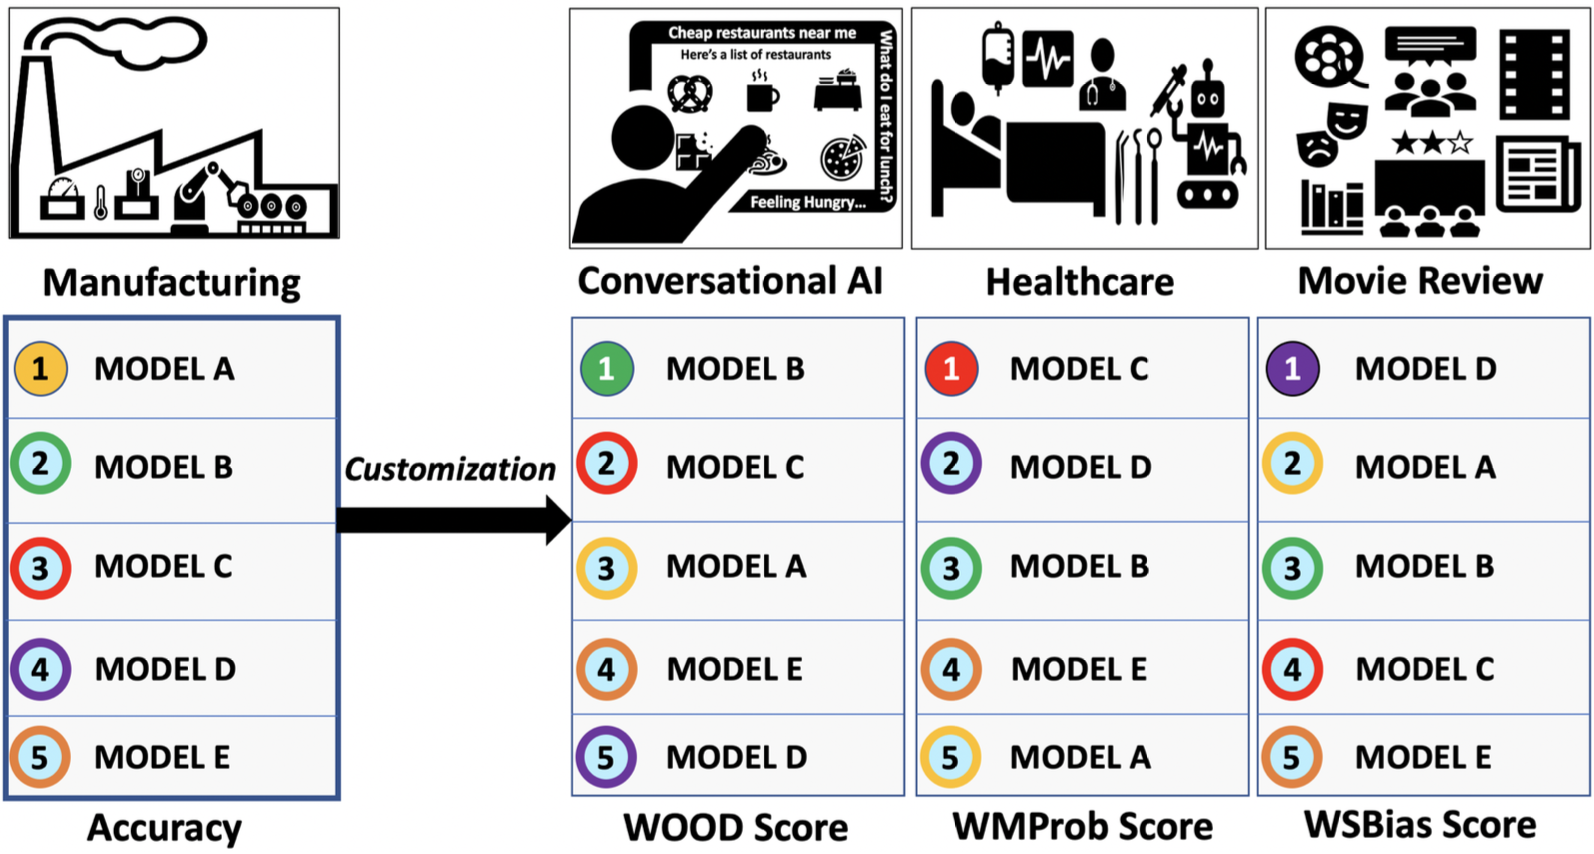 Cheap restaurants near me
Here's a list of restaurants
What do I eat for lunch?
Feeling Hungry...
Manufacturing
Conversational AI
Healthcare
Movie Review
1 MODEL A
2 MODEL B
3 MODEL C
4 MODEL D
5 MODEL E
Accuracy
Customization
1 MODEL B
2 MODEL C
3 MODEL A
4 MODEL E
5 MODEL D
WOOD Score
1 MODEL C
2 MODEL D
3 MODEL B
4 MODEL E
5 MODEL A
WMProb Score
1 MODEL D
2 MODEL A
3 MODEL B
4 MODEL C
5 MODEL E
WSBias Score